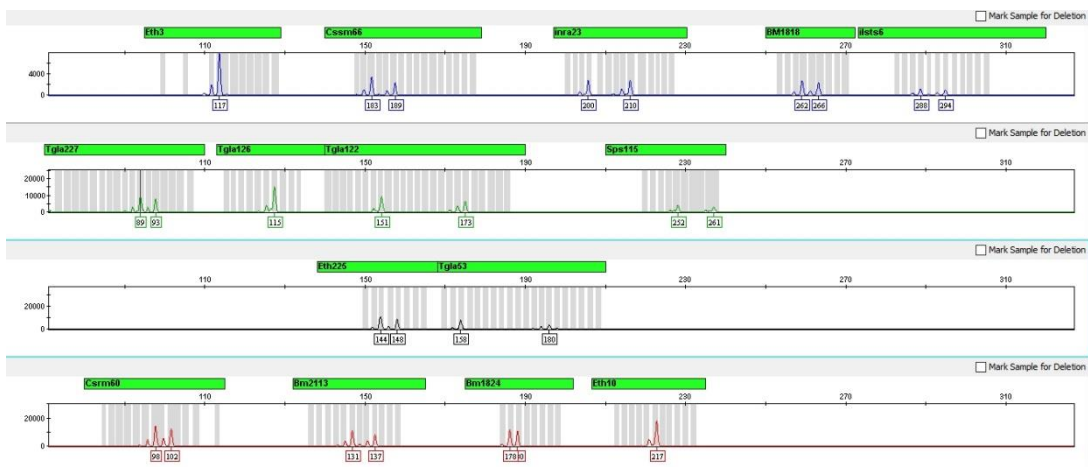 Mark Sample for Deletion
Eth3 Cssm66 inra23 BM1818 ilsts6
110 150 190 230 270 310
4000
0
117 183 189 200 210 262 266 288 294
Mark Sample for Deletion
Tgla227 Tgla126 Tgla122 Sps115
110 150 190 230 270 310
20000
10000
0
89 93 115 151 173 252 261
Mark Sample for Deletion
Eth225 Tgla53
110 150 190 230 270 310
20000
0
144 148 158 180
Mark Sample for Deletion
Csrm60 Bm2113 Bm1824 Eth10
110 150 190 230 270 310
20000
0
98 102 131 137 178 217